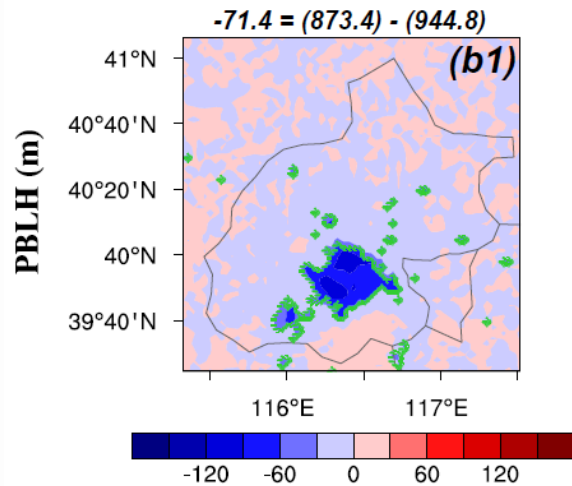 -71.4 = (873.4) - (944.8)
(b1)
PBLH (m)
41°N
40°40'N
40°20'N
40°N
39°40'N
116°E 117°E
-120 -60 0 60 120